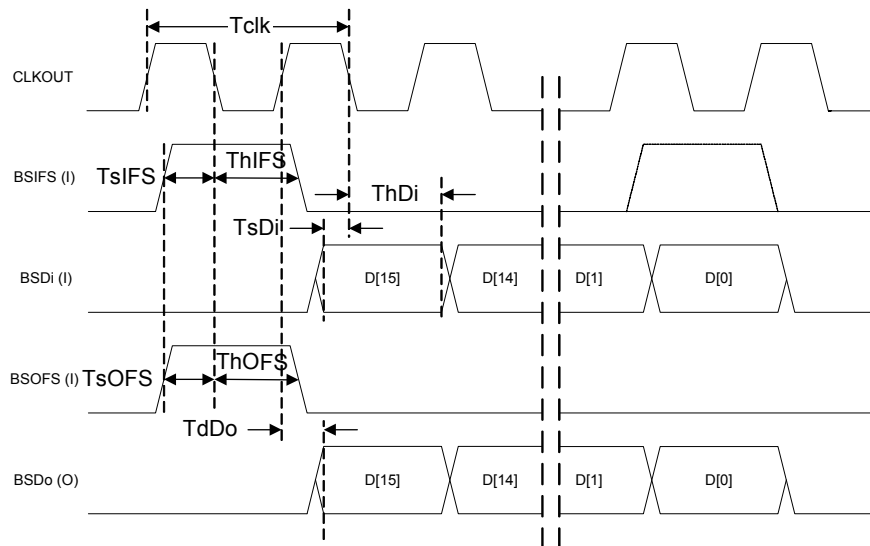 Tclk
CLKOUT
BSIFS (I)
TsIFS
ThIFS
ThDi
TsDi
BSDi (I)
D[15]
D[14]
D[1]
D[0]
BSOFS (I)
TsOFS
ThOFS
TdDo
BSDo (O)
D[15]
D[14]
D[1]
D[0]